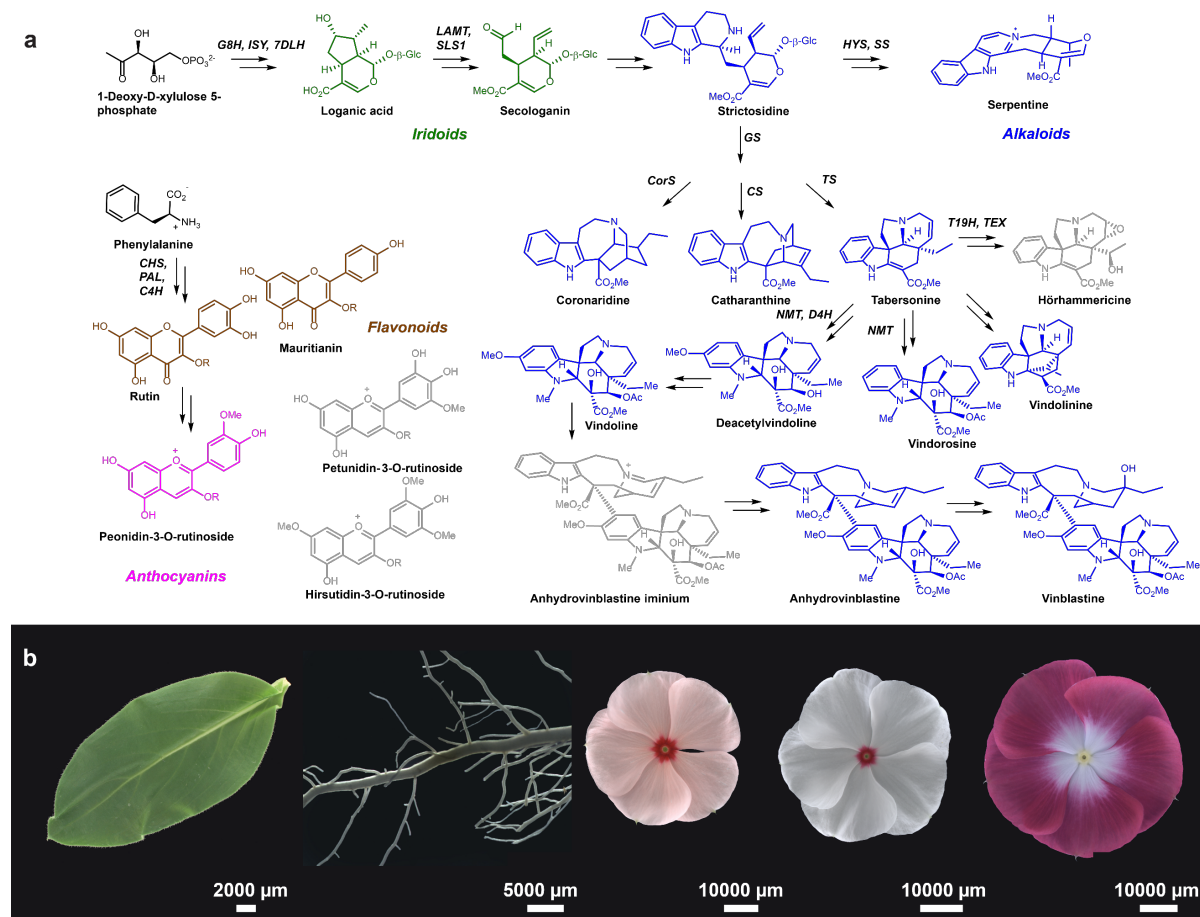 a
G8H, ISY, 7DLH
LAMT,
SLS1
HYS, SS
1-Deoxy-D-xylulose 5-
phosphate
Loganic acid
Secologanin
Strictosidine
Serpentine
Iridoids
Alkaloids
GS
CorS
CS
TS
T19H, TEX
Phenylalanine
CHS,
PAL,
C4H
Coronaridine
Catharanthine
Tabersonine
Hörhammericine
Flavonoids
Mauritianin
NMT, D4H
NMT
Rutin
Vindoline
Deacetylvindoline
Vindorosine
Vindolinine
Petunidin-3-O-rutinoside
Peonidin-3-O-rutinoside
Anthocyanins
Hirsutidin-3-O-rutinoside
Anhydrovinblastine iminium
Anhydrovinblastine
Vinblastine
b
2000 µm
5000 µm
10000 µm
10000 µm
10000 µm